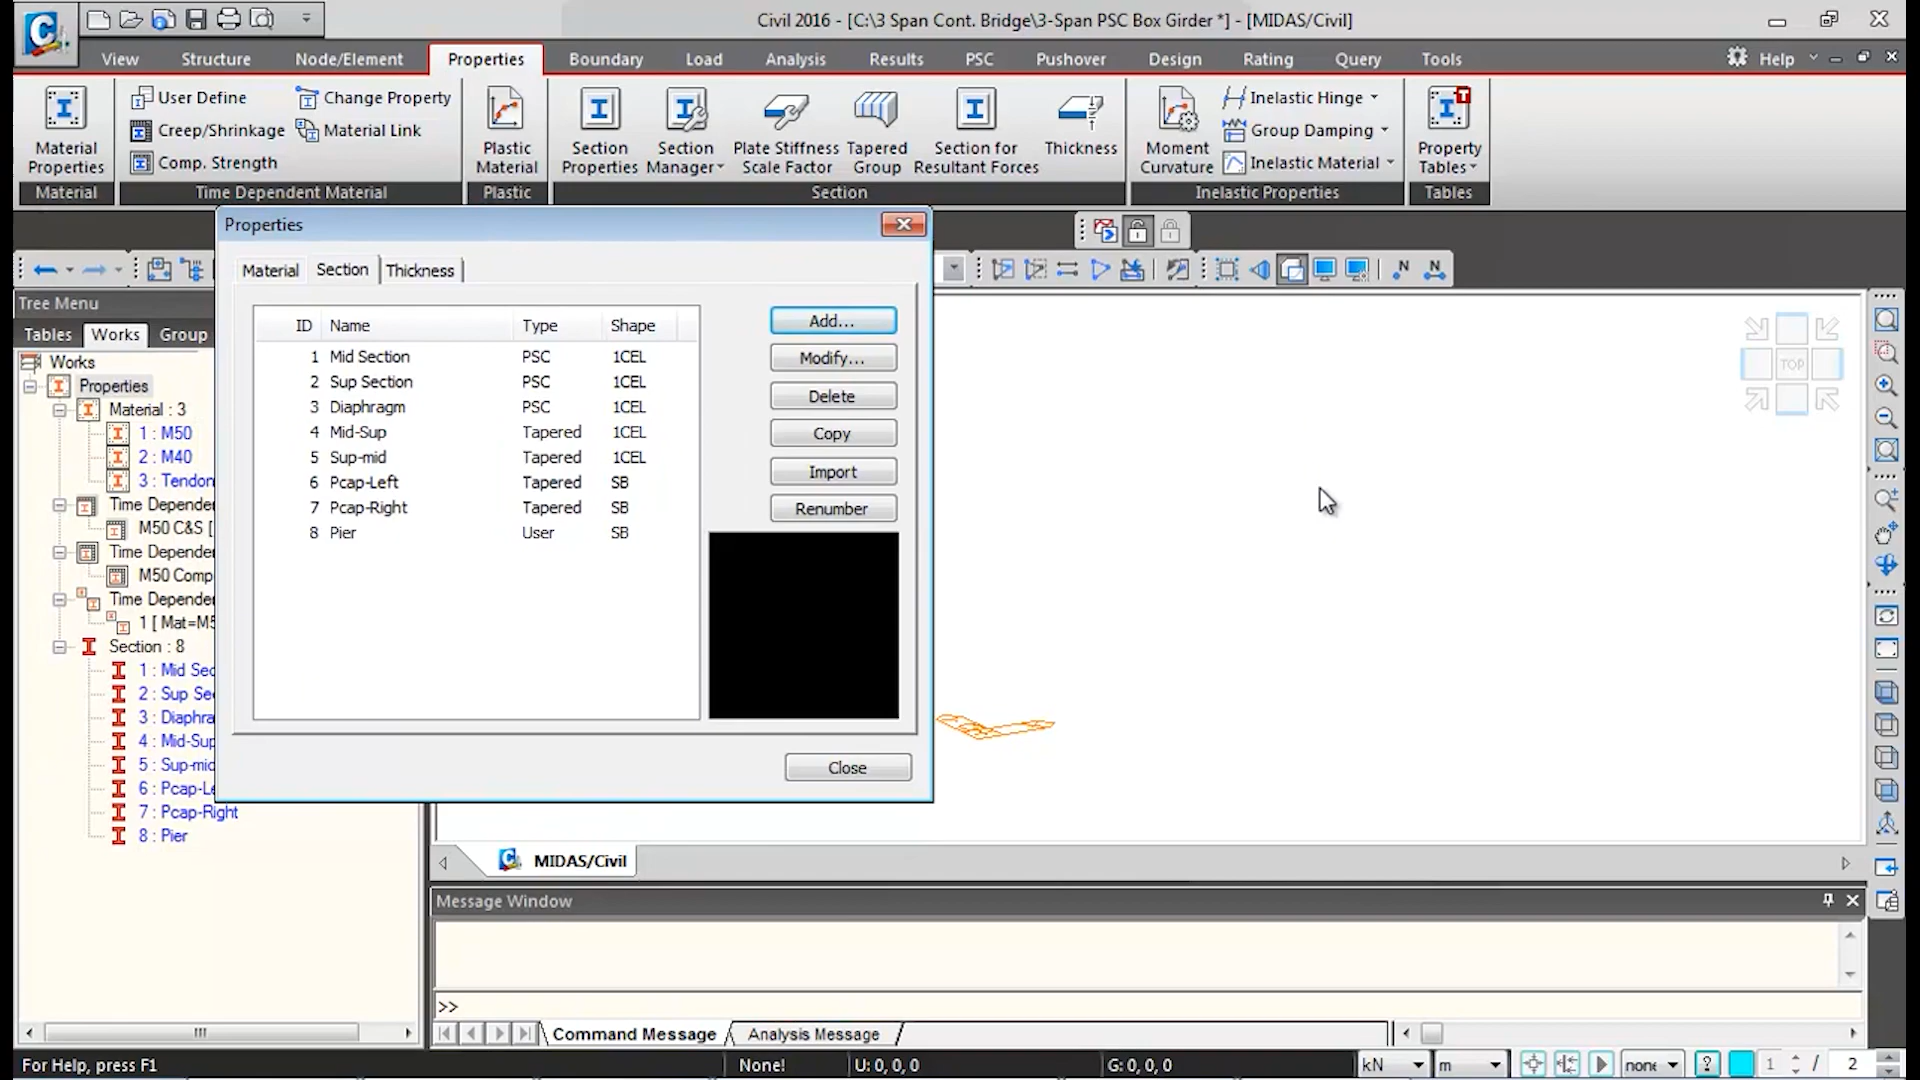 Civil 2016 - [C:\3 Span Cont. Bridge\3-Span PSC Box Girder *] - [MIDAS/Civil]
View Structure Node/Element Properties Boundary Load Analysis Results PSC Pushover Design Rating Query Tools Help
Material Properties
User Define
Creep/Shrinkage
Comp. Strength
Change Property
Material Link
Plastic Material
Section Properties
Section Manager
Plate Stiffness Scale Factor
Tapered Group
Section for Resultant Forces
Thickness
Moment Curvature
Inelastic Hinge
Group Damping
Inelastic Material
Property Tables
Material Time Dependent Material Plastic Section Inelastic Properties Tables
Tree Menu
Tables Works Group
Works
Properties
Material : 3
1 : M50
2 : M40
3 : Tendon
Time Depender
M50 C&S [
Time Depender
M50 Comp
Time Depender
1 [ Mat=M5
Section : 8
1 : Mid Sec
2 : Sup Se
3 : Diaphra
4 : Mid-Sup
5 : Sup-mid
6 : Pcap-Le
7 : Pcap-Right
8 : Pier
Properties
Material Section Thickness
ID Name Type Shape
1 Mid Section PSC 1CEL
2 Sup Section PSC 1CEL
3 Diaphragm PSC 1CEL
4 Mid-Sup Tapered 1CEL
5 Sup-mid Tapered 1CEL
6 Pcap-Left Tapered SB
7 Pcap-Right Tapered SB
8 Pier User SB
Add...
Modify...
Delete
Copy
Import
Renumber
Close
TOP
N N
MIDAS/Civil
Message Window
>>
Command Message Analysis Message
For Help, press F1 None! U: 0, 0, 0 G: 0, 0, 0 kN m none ? 1 / 2